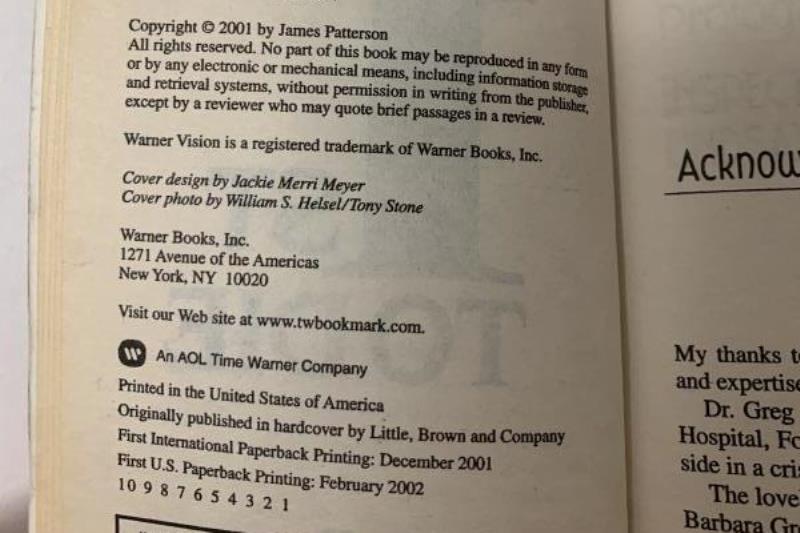 Copyright © 2001 by James Patterson
All rights reserved. No part of this book may be reproduced in any form
or by any electronic or mechanical means, including information storage
and retrieval systems, without permission in writing from the publisher,
except by a reviewer who may quote brief passages in a review.
Warner Vision is a registered trademark of Warner Books, Inc.
Cover design by Jackie Merri Meyer
Cover photo by William S. Helsel/Tony Stone
Warner Books, Inc.
1271 Avenue of the Americas
New York, NY 10020
Visit our Web site at www.twbookmark.com.
An AOL Time Warner Company
Printed in the United States of America
Originally published in hardcover by Little, Brown and Company
First International Paperback Printing: December 2001
First U.S. Paperback Printing: February 2002
10 9 8 7 6 5 4 3 2 1
Acknow
My thanks t
and expertise
Dr. Greg
Hospital, Fo
side in a cri
The love
Barbara Gr